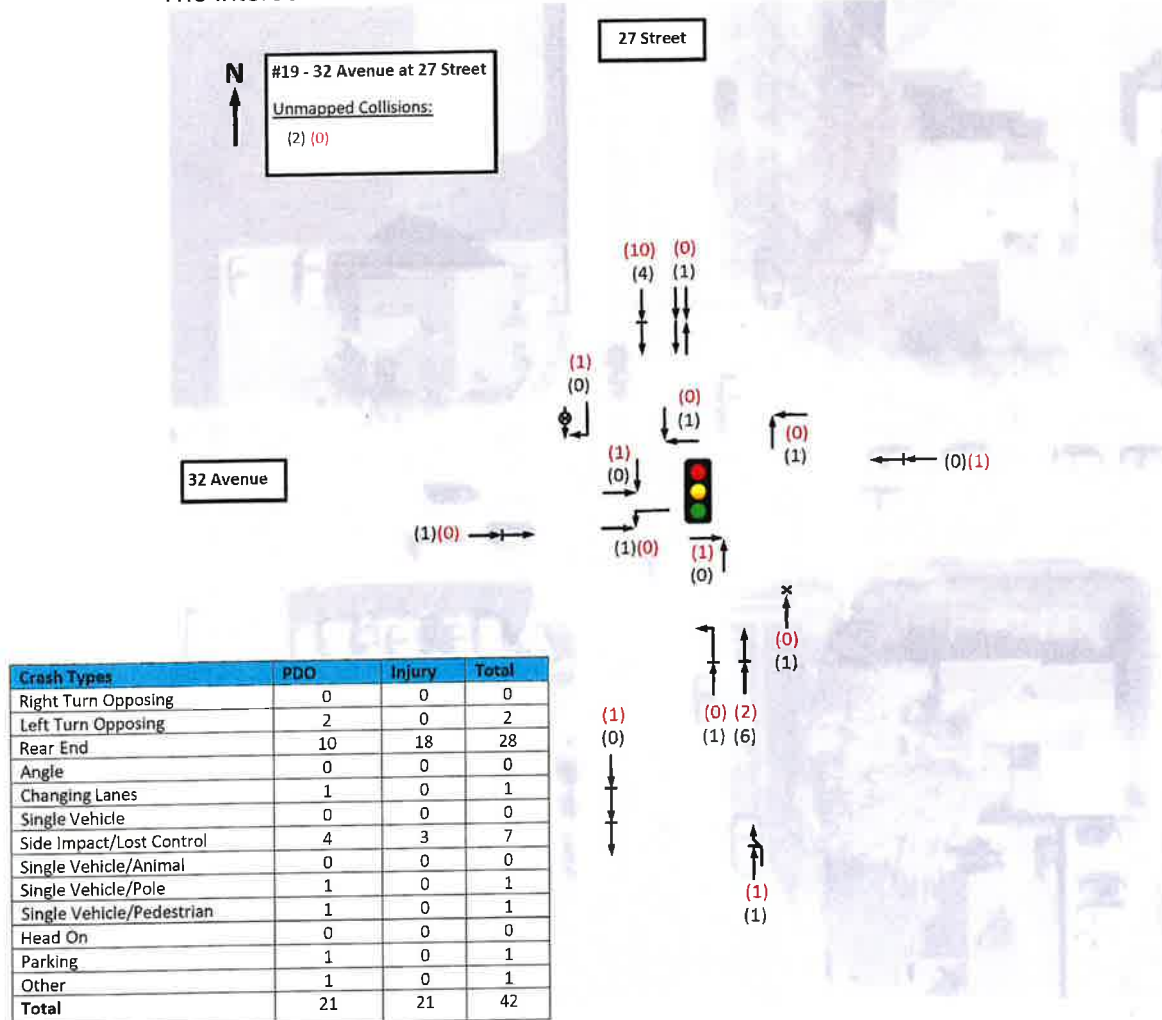 27 Street
N
#19 - 32 Avenue at 27 Street
Unmapped Collisions:
(2) (0)
(10) (0)
(4) (1)
(1)
(0)
(0)
(1)
(0)
(1)
(1)
(0)
(0)(1)
32 Avenue
(1)(0)
(1)(0)
(1)
(0)
x
(0)
(1)
(0) (2)
(1) (6)
(1)
(0)
(1)
(1)
Crash Types PDO Injury Total
Right Turn Opposing 0 0 0
Left Turn Opposing 2 0 2
Rear End 10 18 28
Angle 0 0 0
Changing Lanes 1 0 1
Single Vehicle 0 0 0
Side Impact/Lost Control 4 3 7
Single Vehicle/Animal 0 0 0
Single Vehicle/Pole 1 0 1
Single Vehicle/Pedestrian 1 0 1
Head On 0 0 0
Parking 1 0 1
Other 1 0 1
Total 21 21 42